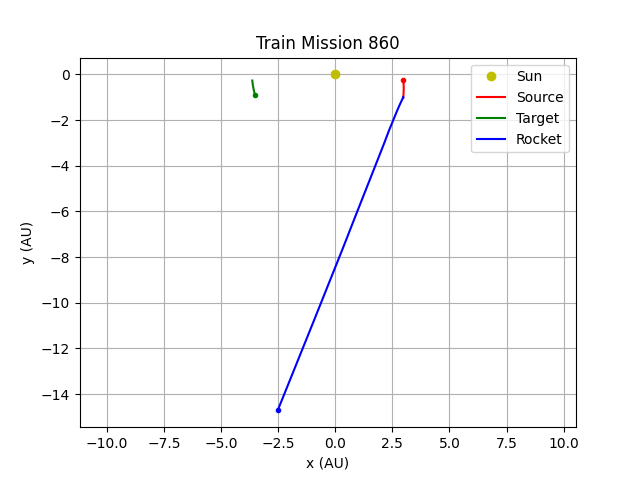 Train Mission 860
Sun
Source
Target
Rocket
0
−2
−4
−6
−8
−10
−12
−14
y (AU)
−10.0 −7.5 −5.0 −2.5 0.0 2.5 5.0 7.5 10.0
x (AU)